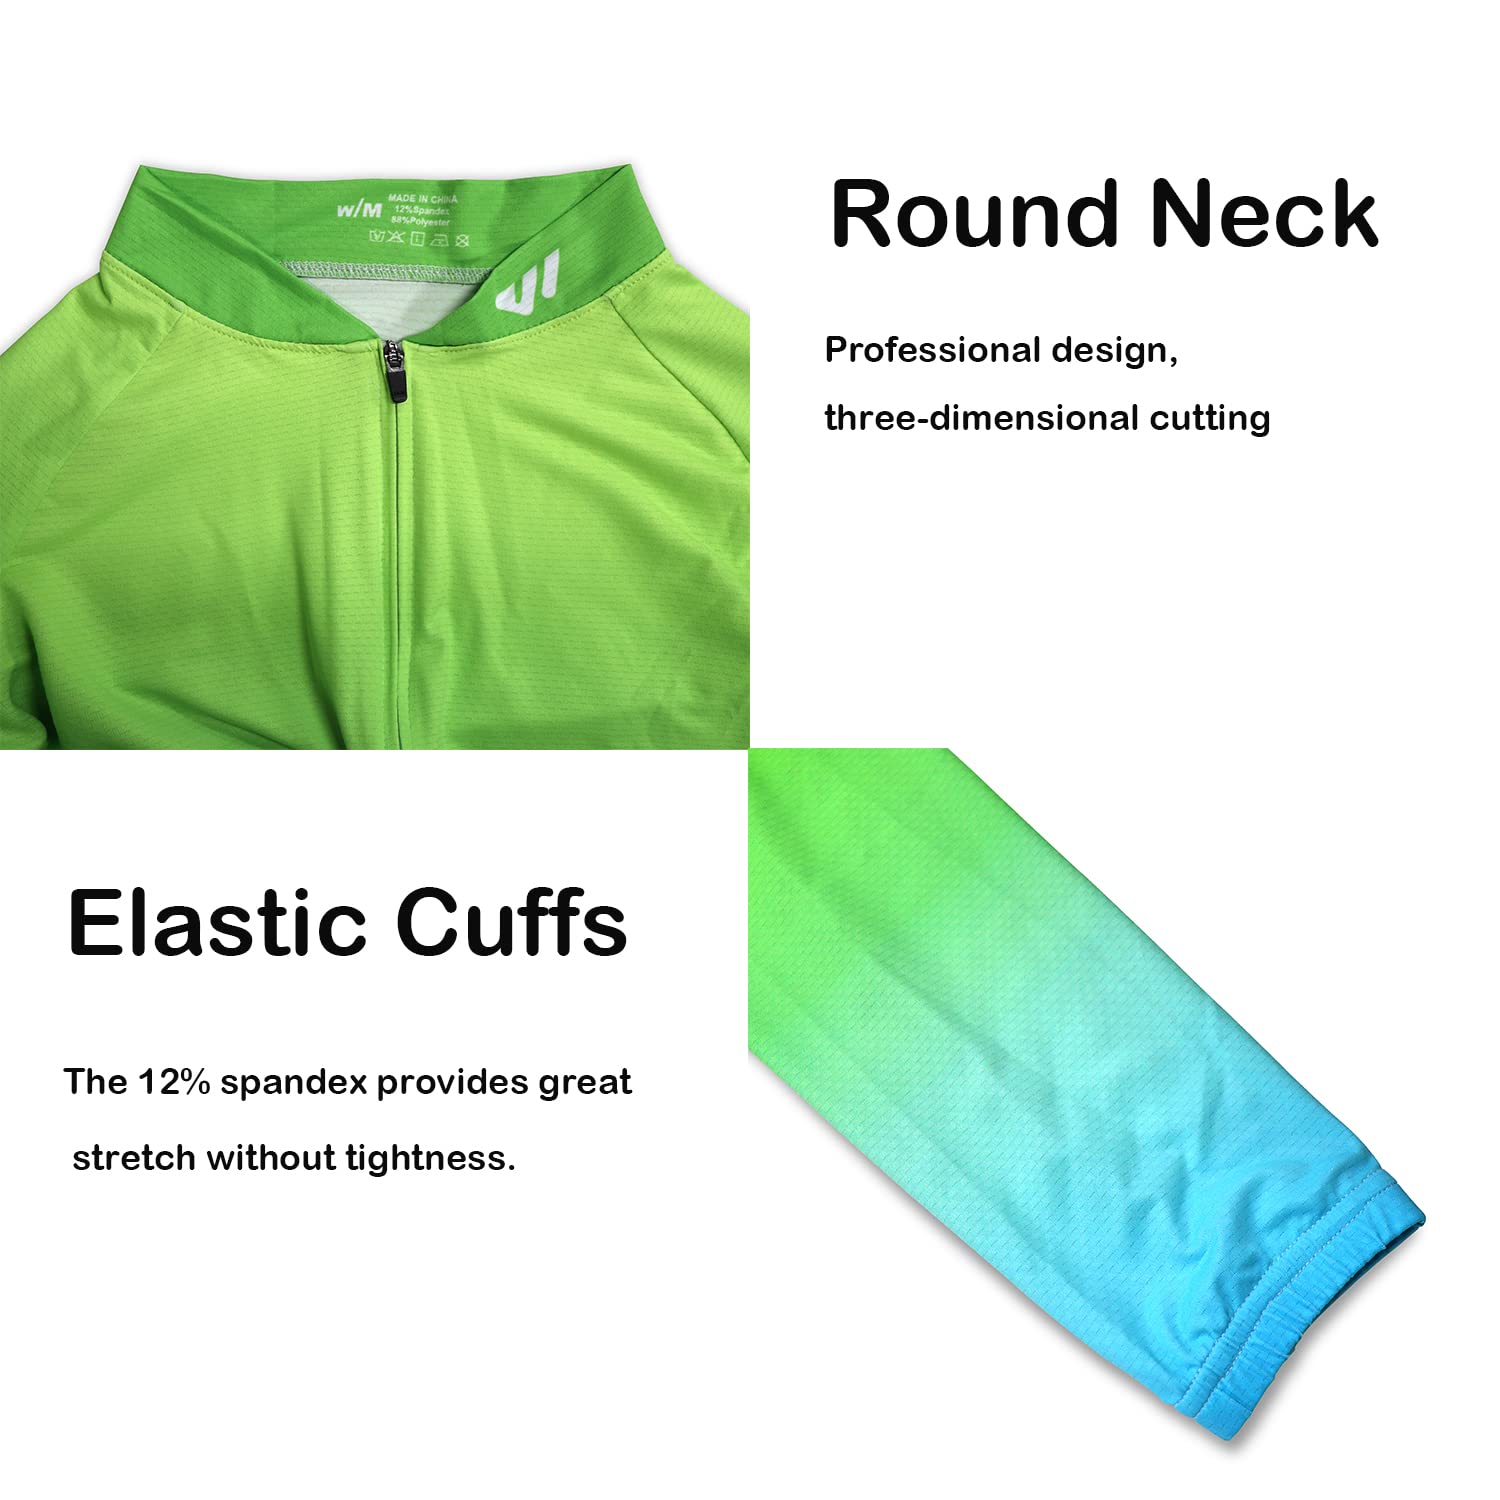 w/M
MADE IN CHINA
12%Spandex
88%Polyester
Round Neck
Professional design,
three-dimensional cutting
Elastic Cuffs
The 12% spandex provides great
stretch without tightness.